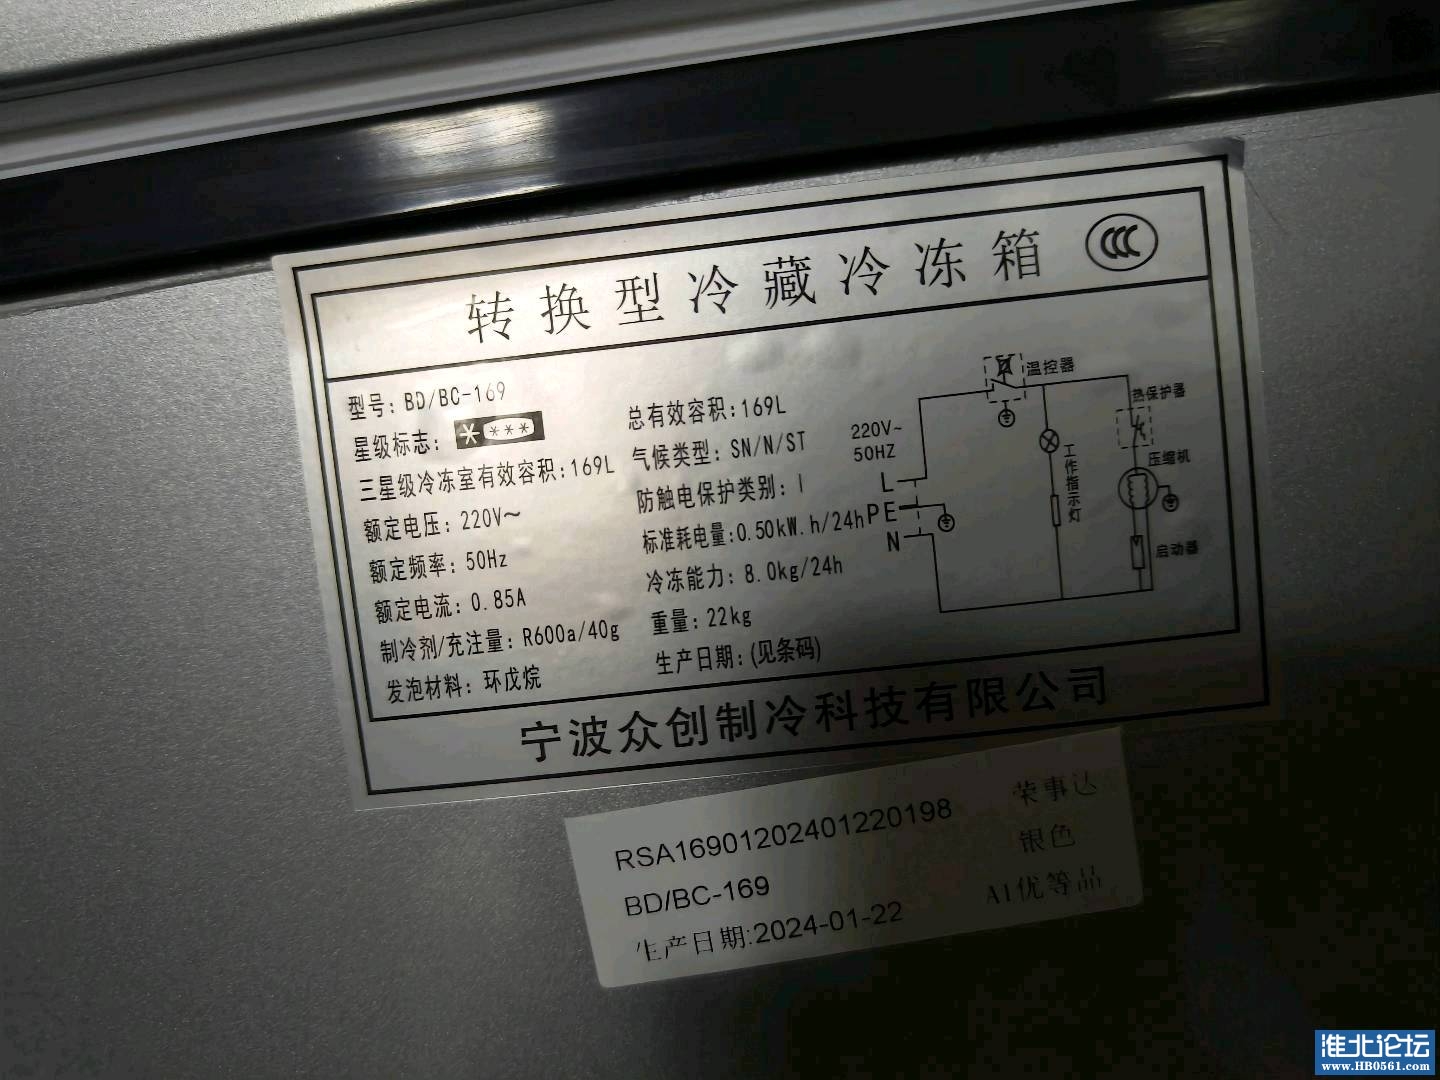 转换型冷藏冷冻箱
型号: BD/BC-169
星级标志: * ***
三星级冷冻室有效容积: 169L
额定电压: 220V~
额定频率: 50Hz
额定电流: 0.85A
制冷剂/充注量: R600a/40g
发泡材料: 环戊烷
总有效容积: 169L
气候类型: SN/N/ST
防触电保护类别: I
标准耗电量: 0.50kW.h/24h
冷冻能力: 8.0kg/24h
重量: 22kg
生产日期: (见条码)
温控器
热保护器
220V~
50HZ
压缩机
L
工作指示灯
PE
N
启动器
宁波众创制冷科技有限公司
RSA16901202401220198 荣事达
BD/BC-169 银色
生产日期:2024-01-22 A1优等品
淮北论坛
www.HB0561.com